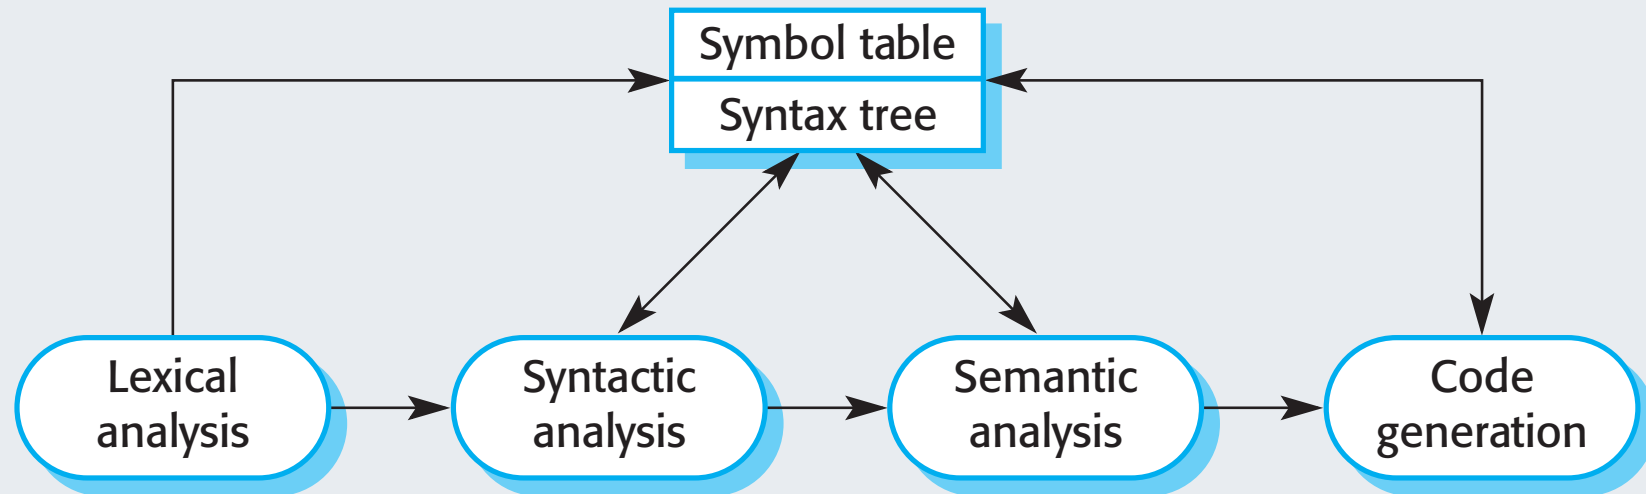 Symbol table
Syntax tree
Lexical
analysis
Syntactic
analysis
Semantic
analysis
Code
generation